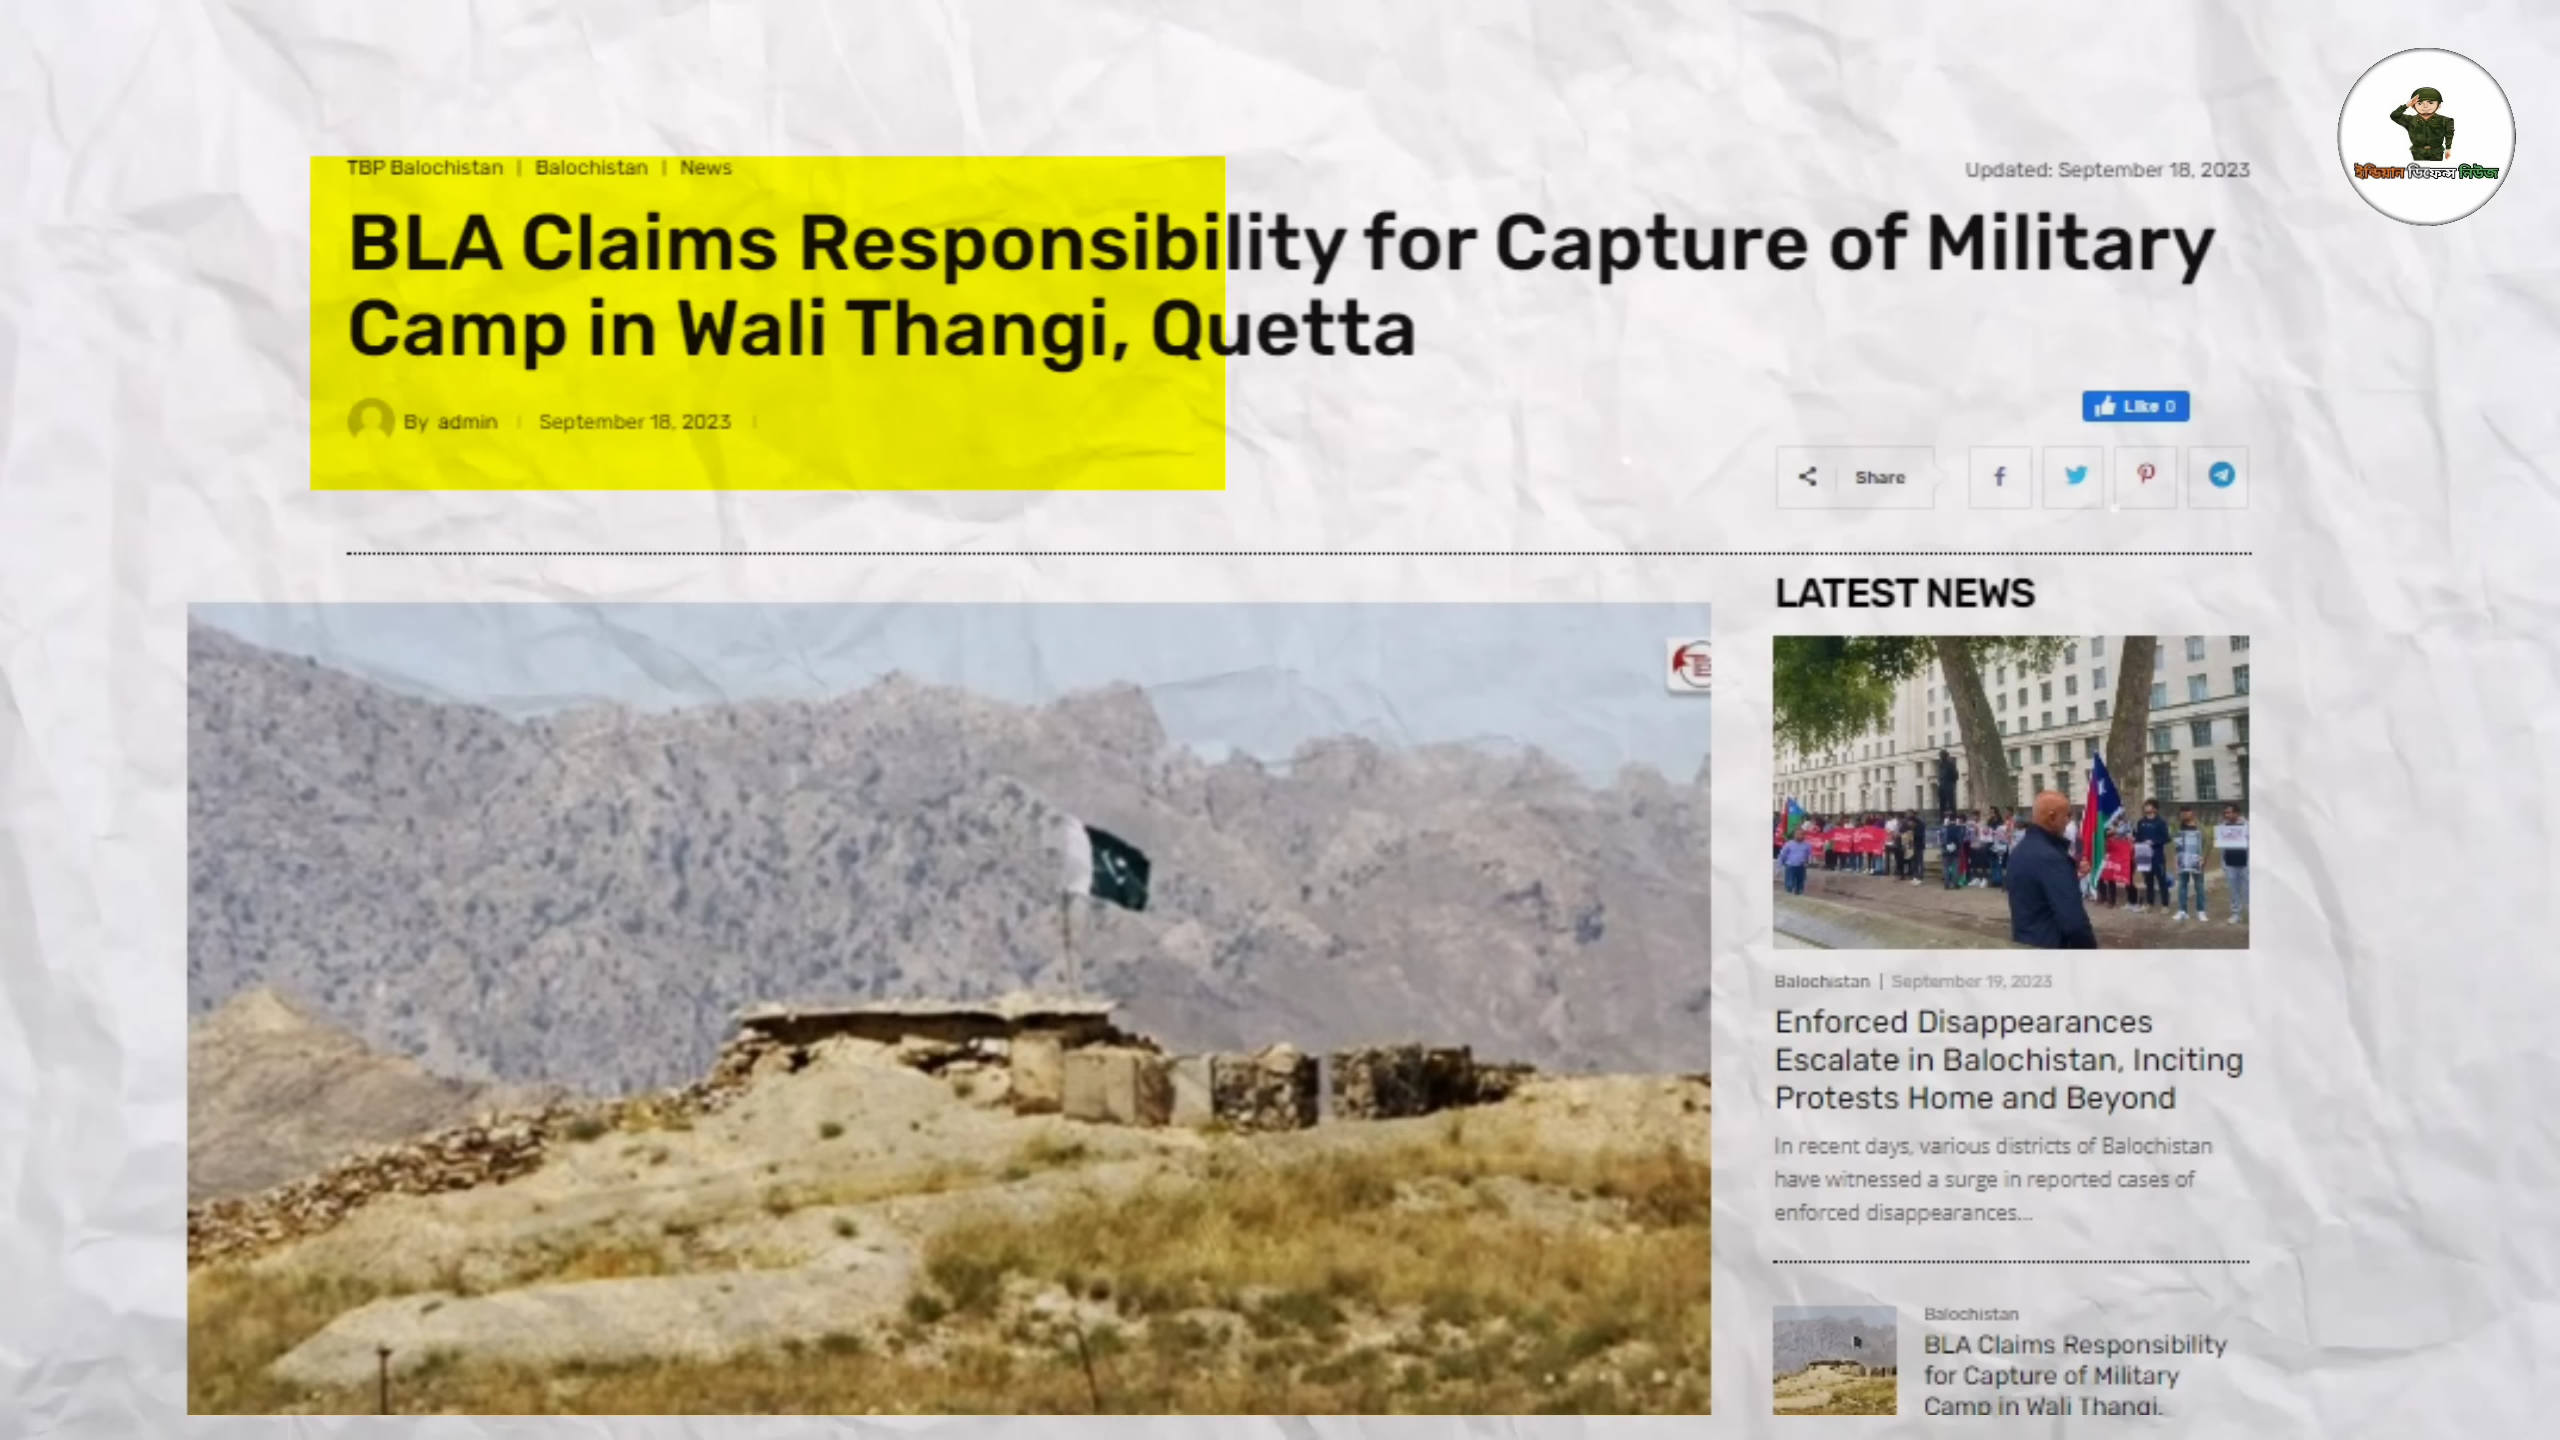 TBP Balochistan | Balochistan | News
Updated: September 18, 2023
BLA Claims Responsibility for Capture of Military
Camp in Wali Thangi, Quetta
By admin | September 18, 2023 |
Like 0
Share
LATEST NEWS
Balochistan | September 19, 2023
Enforced Disappearances
Escalate in Balochistan, Inciting
Protests Home and Beyond
In recent days, various districts of Balochistan
have witnessed a surge in reported cases of
enforced disappearances...
Balochistan
BLA Claims Responsibility
for Capture of Military
Camp in Wali Thangi,
ইন্ডিয়ান ডিফেন্স নিউজ